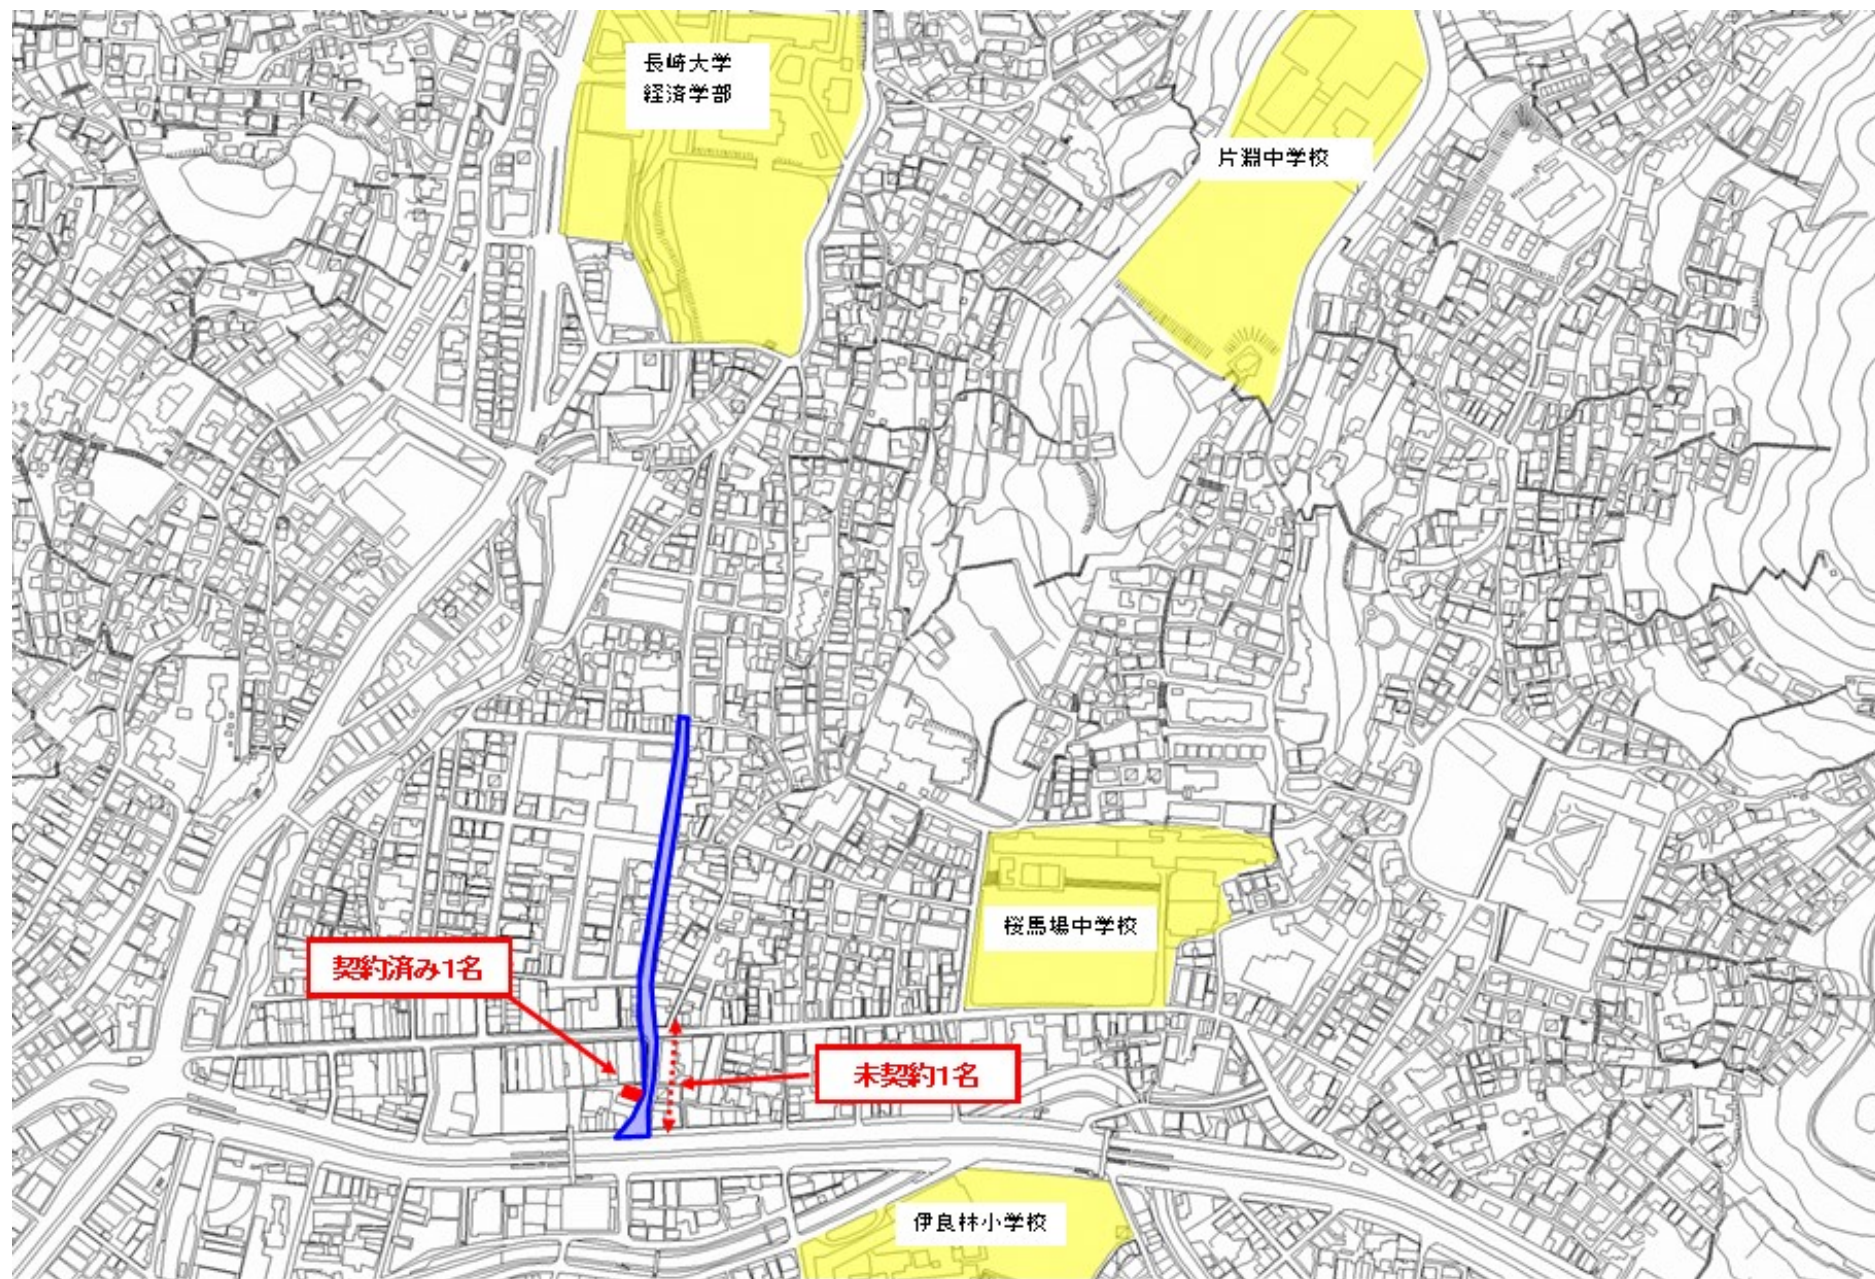 長崎大学
経済学部
片淵中学校
桜馬場中学校
契約済み1名
未契約1名
伊良林小学校